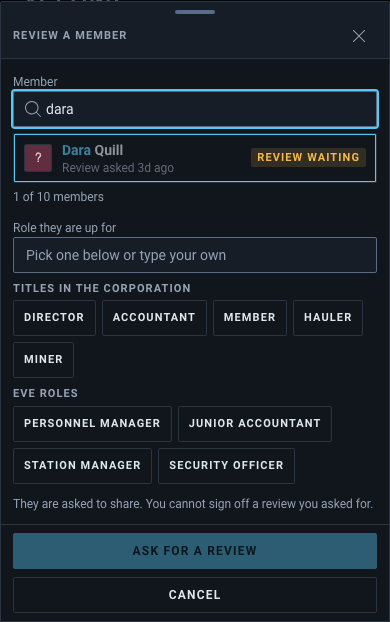 REVIEW A MEMBER
Member
dara
?
Dara Quill
Review asked 3d ago
REVIEW WAITING
1 of 10 members
Role they are up for
Pick one below or type your own
TITLES IN THE CORPORATION
DIRECTOR
ACCOUNTANT
MEMBER
HAULER
MINER
EVE ROLES
PERSONNEL MANAGER
JUNIOR ACCOUNTANT
STATION MANAGER
SECURITY OFFICER
They are asked to share. You cannot sign off a review you asked for.
ASK FOR A REVIEW
CANCEL